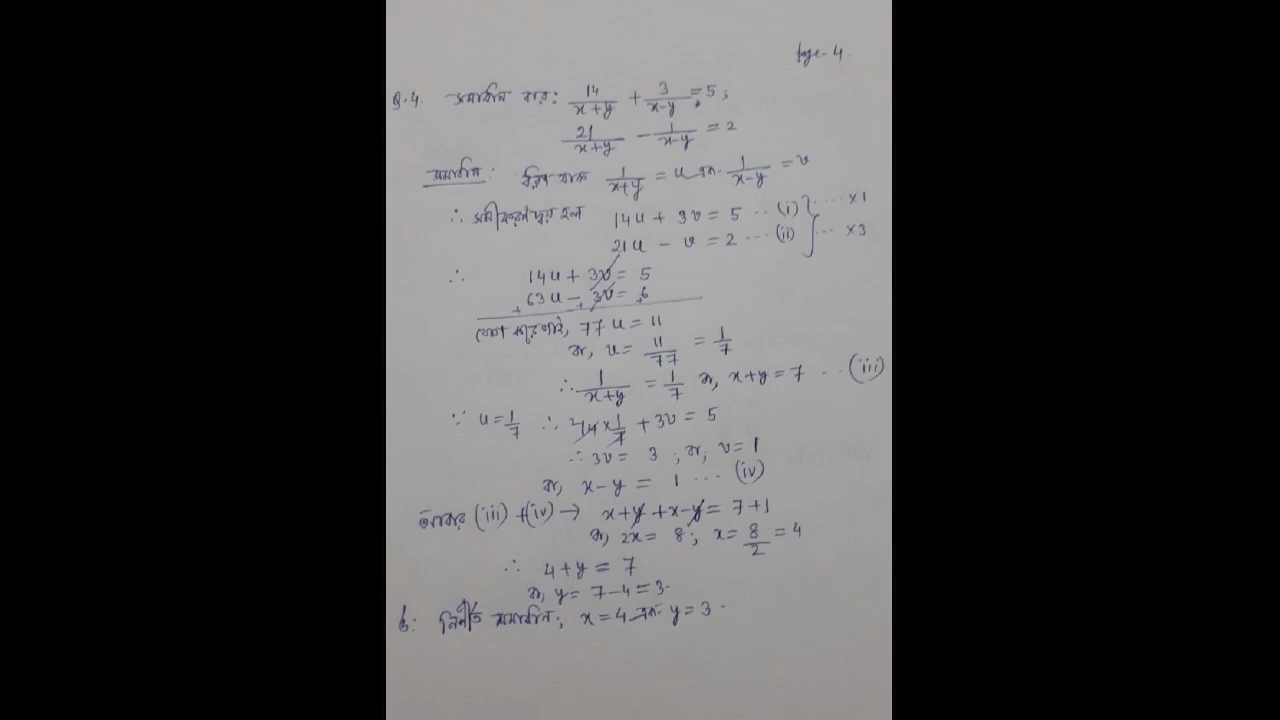 Page-4
Q.4. সমাধান কর: 14/(x+y) + 3/(x-y) = 5;
21/(x+y) - 1/(x-y) = 2
সমাধান: ধরা যাক 1/(x+y) = u এবং 1/(x-y) = v
∴ সমীকরণদ্বয় হল 14u + 3v = 5 ... (i) } .... ×1
21u - v = 2 ... (ii) } ... ×3
∴ 14u + 3v = 5
+63u - 3v = 6
যোগ করে পাই, 77u = 11
বা, u = 11/77 = 1/7
∴ 1/(x+y) = 1/7 বা, x+y = 7 ... (iii)
∵ u = 1/7 ∴ 14 × 1/7 + 3v = 5
∴ 3v = 3 ; বা, v = 1
বা, x-y = 1 ... (iv)
আবার (iii) + (iv) → x+y+x-y = 7+1
বা, 2x = 8; x = 8/2 = 4
∴ 4+y = 7
বা, y = 7-4 = 3.
উ: নির্ণীত সমাধান; x=4 এবং y=3.